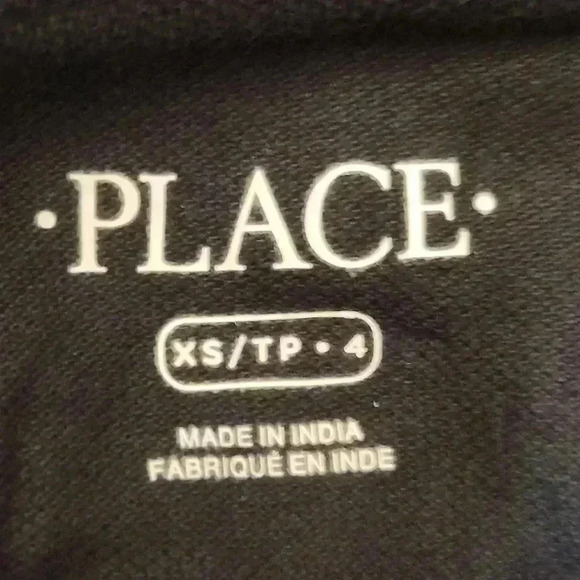 ·PLACE·
XS/TP · 4
MADE IN INDIA
FABRIQUÉ EN INDE